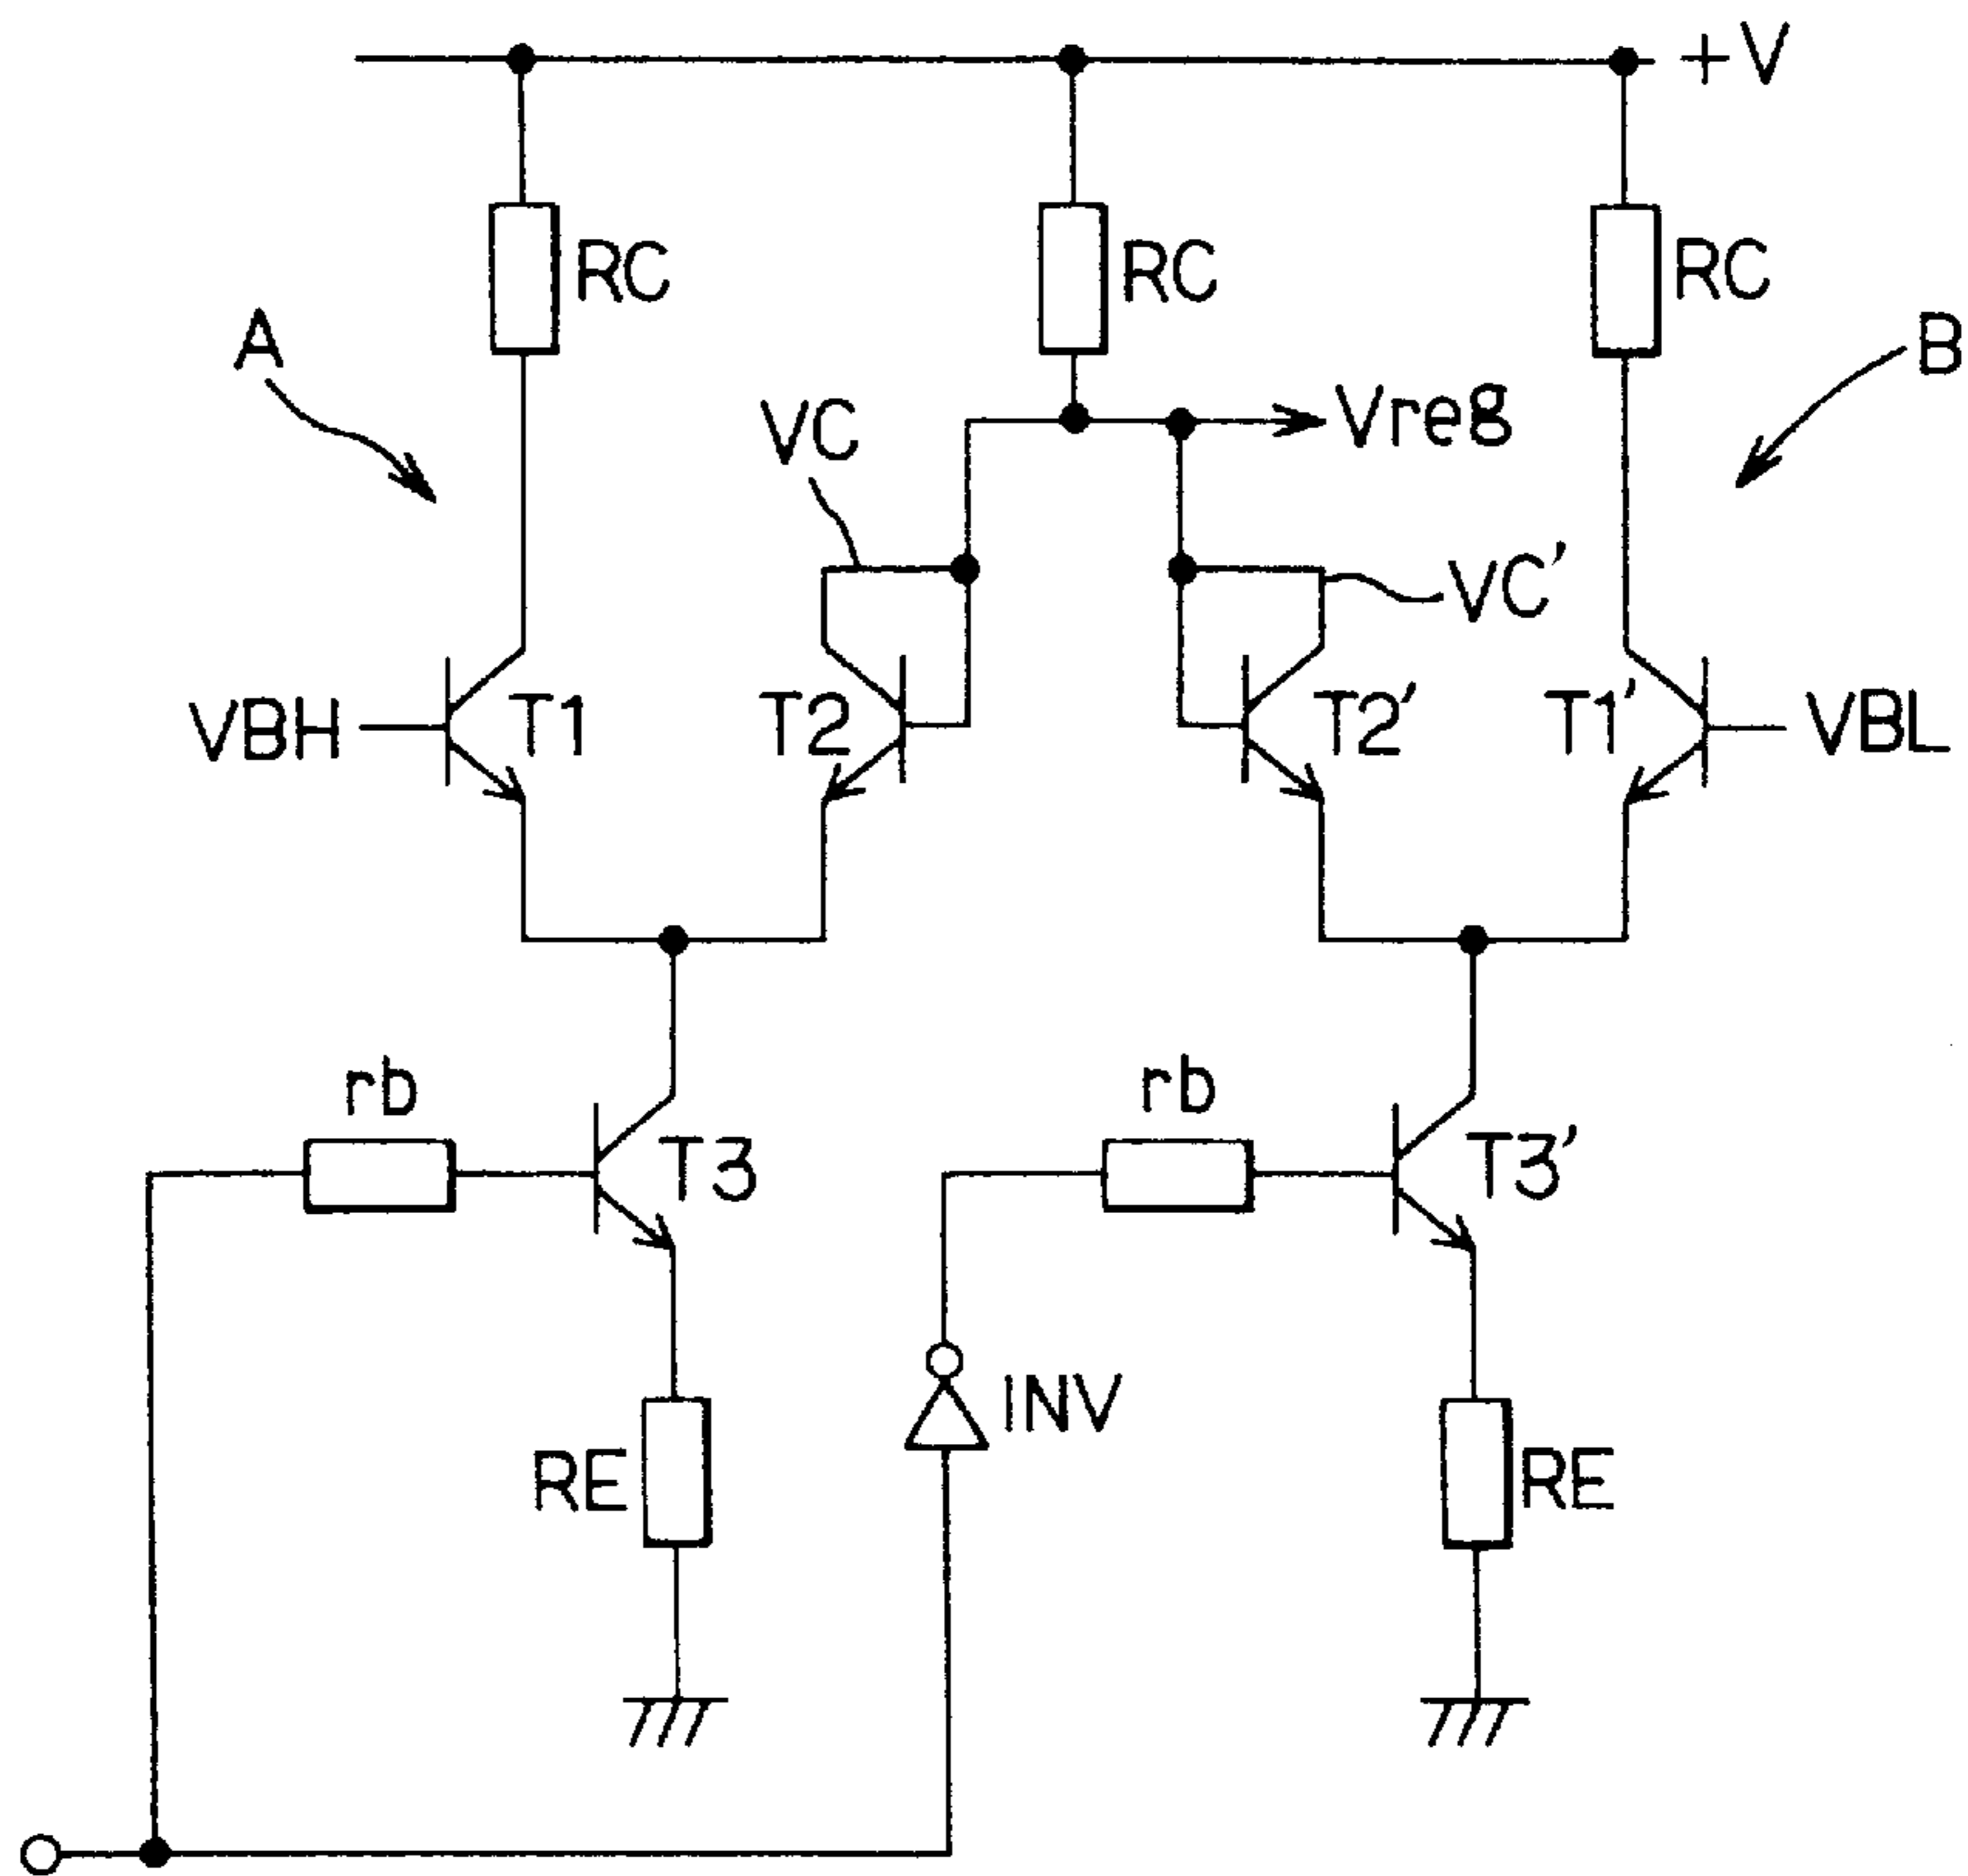 +V
RC
RC
RC
A
B
VC
Vreg
VC'
VBH
T1
T2
T2'
T1'
VBL
rb
T3
rb
T3'
INV
RE
RE